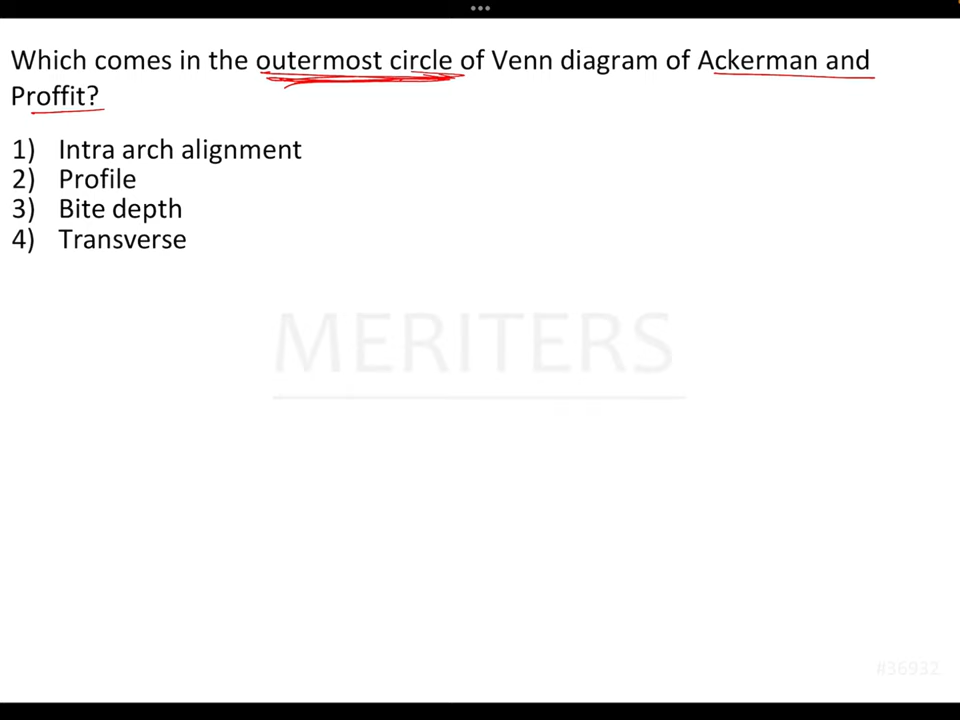 Which comes in the outermost circle of Venn diagram of Ackerman and
Proffit?
1) Intra arch alignment
2) Profile
3) Bite depth
4) Transverse
MERITERS
#36932